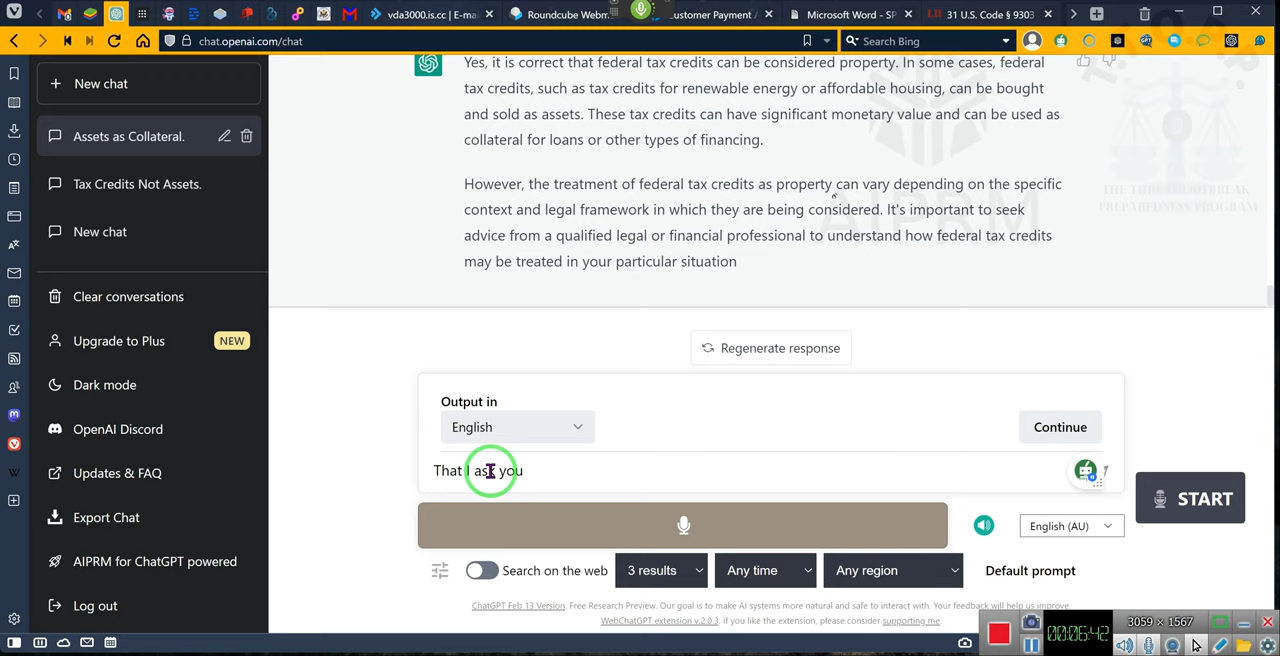 vda3000.is.cc | E-ma
Roundcube Webm
Customer Payment A
Microsoft Word - SP
31 U.S. Code § 9303
chat.openai.com/chat
Search Bing
New chat
Assets as Collateral.
Tax Credits Not Assets.
New chat
Clear conversations
Upgrade to Plus
NEW
Dark mode
OpenAI Discord
Updates & FAQ
Export Chat
AIPRM for ChatGPT powered
Log out
Yes, it is correct that federal tax credits can be considered property. In some cases, federal
tax credits, such as tax credits for renewable energy or affordable housing, can be bought
and sold as assets. These tax credits can have significant monetary value and can be used as
collateral for loans or other types of financing.
However, the treatment of federal tax credits as property can vary depending on the specific
context and legal framework in which they are being considered. It's important to seek
advice from a qualified legal or financial professional to understand how federal tax credits
may be treated in your particular situation
AIPRM
PREPAREDNESS PROGRAM
Regenerate response
Output in
English
Continue
That I ask you
START
English (AU)
Search on the web
3 results
Any time
Any region
Default prompt
ChatGPT Feb 13 Version. Free Research Preview. Our goal is to make AI systems more natural and safe to interact with. Your feedback will help us improve.
WebChatGPT extension v.2.0.3. If you like the extension, please consider supporting me.
00:06:42
3059 x 1567